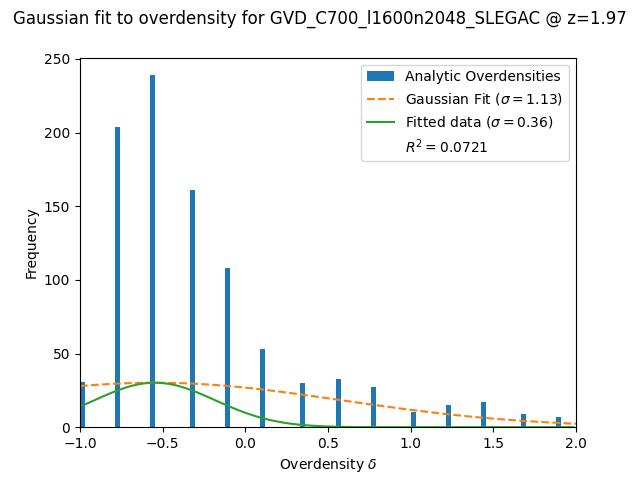 Gaussian fit to overdensity for GVD_C700_l1600n2048_SLEGAC @ z=1.97
Analytic Overdensities
Gaussian Fit (σ = 1.13)
Fitted data (σ = 0.36)
R² = 0.0721
Frequency
250
200
150
100
50
0
−1.0 −0.5 0.0 0.5 1.0 1.5 2.0
Overdensity δ